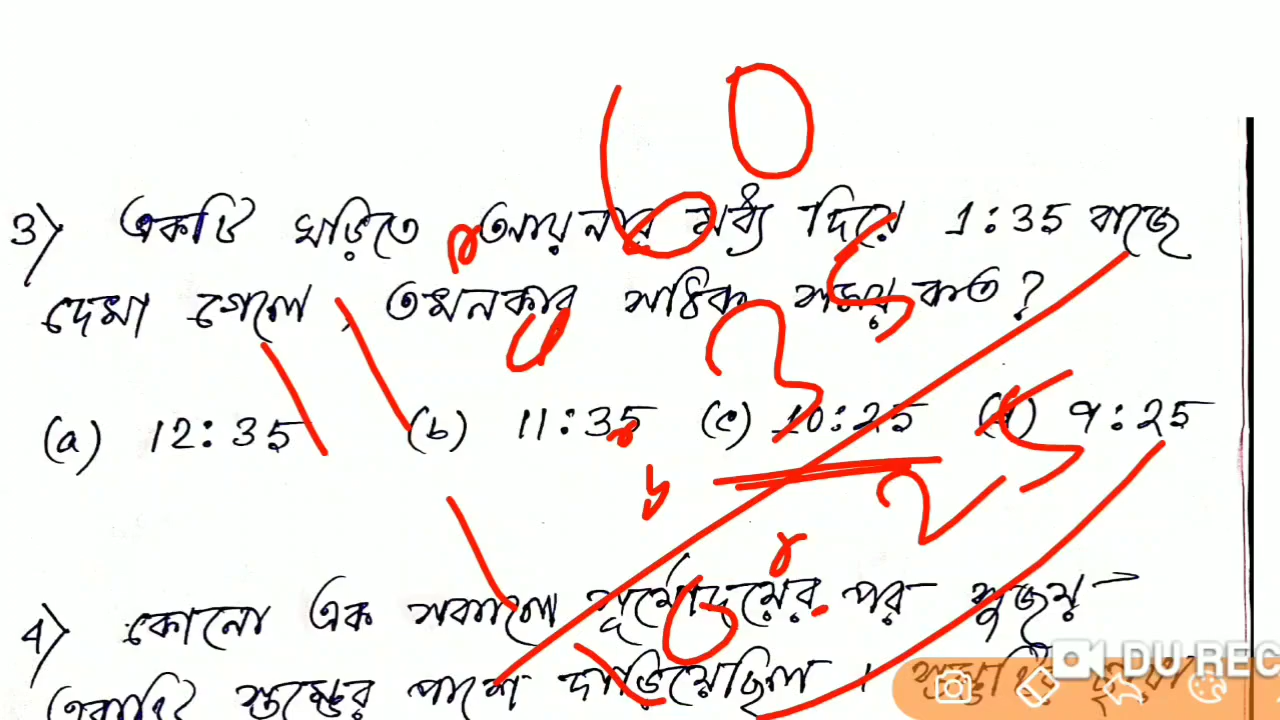 60
3) একটি ঘড়িতে আয়নার মধ্য দিয়ে 1:35 বাজে
দেখা গেলো, তখনকার সঠিক সময় কত?
35
(a) 12:35 (b) 11:35 (c) 10:25 (d) 9:25
25
4) কোনো এক সকালে সূর্যোদয়ের পর সুজয়
একটি স্তম্ভের পাশে দাঁড়িয়েছিল।
DU REC